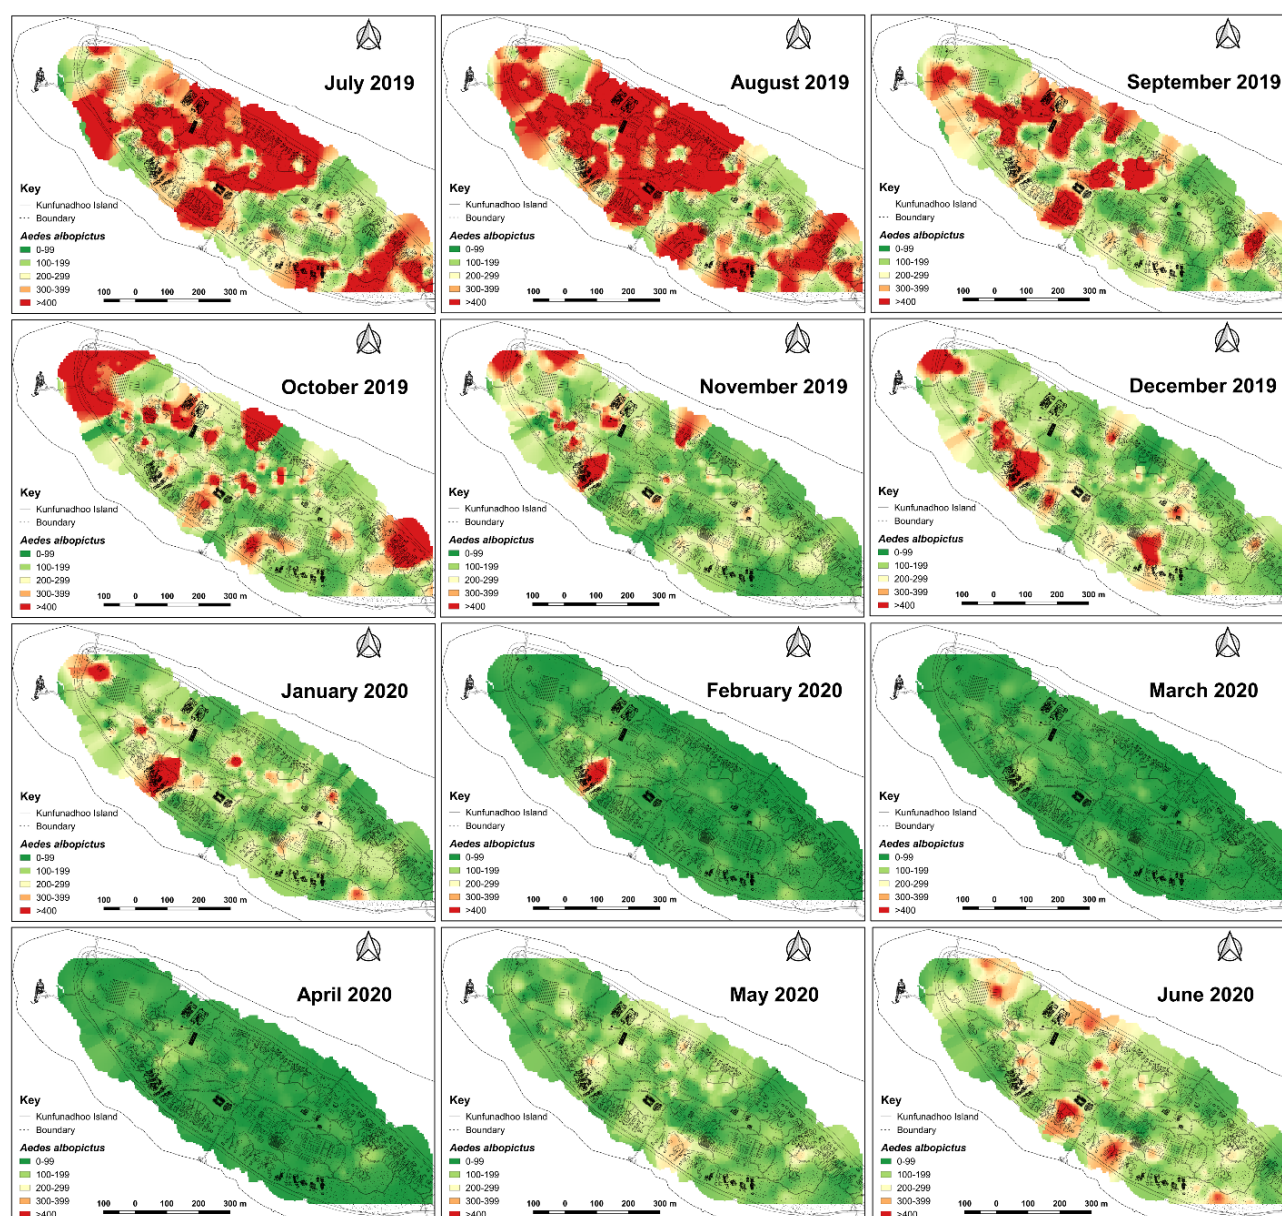 July 2019
Key
Kunfunadhoo Island
Boundary
Aedes albopictus
0-99
100-199
200-299
300-399
>400
100 0 100 200 300 m
August 2019
Key
Kunfunadhoo Island
Boundary
Aedes albopictus
0-99
100-199
200-299
300-399
>400
100 0 100 200 300 m
September 2019
Key
Kunfunadhoo Island
Boundary
Aedes albopictus
0-99
100-199
200-299
300-399
>400
100 0 100 200 300 m
October 2019
Key
Kunfunadhoo Island
Boundary
Aedes albopictus
0-99
100-199
200-299
300-399
>400
100 0 100 200 300 m
November 2019
Key
Kunfunadhoo Island
Boundary
Aedes albopictus
0-99
100-199
200-299
300-399
>400
100 0 100 200 300 m
December 2019
Key
Kunfunadhoo Island
Boundary
Aedes albopictus
0-99
100-199
200-299
300-399
>400
100 0 100 200 300 m
January 2020
Key
Kunfunadhoo Island
Boundary
Aedes albopictus
0-99
100-199
200-299
300-399
>400
100 0 100 200 300 m
February 2020
Key
Kunfunadhoo Island
Boundary
Aedes albopictus
0-99
100-199
200-299
300-399
>400
100 0 100 200 300 m
March 2020
Key
Kunfunadhoo Island
Boundary
Aedes albopictus
0-99
100-199
200-299
300-399
>400
100 0 100 200 300 m
April 2020
Key
Kunfunadhoo Island
Boundary
Aedes albopictus
0-99
100-199
200-299
300-399
>400
100 0 100 200 300 m
May 2020
Key
Kunfunadhoo Island
Boundary
Aedes albopictus
0-99
100-199
200-299
300-399
>400
100 0 100 200 300 m
June 2020
Key
Kunfunadhoo Island
Boundary
Aedes albopictus
0-99
100-199
200-299
300-399
>400
100 0 100 200 300 m